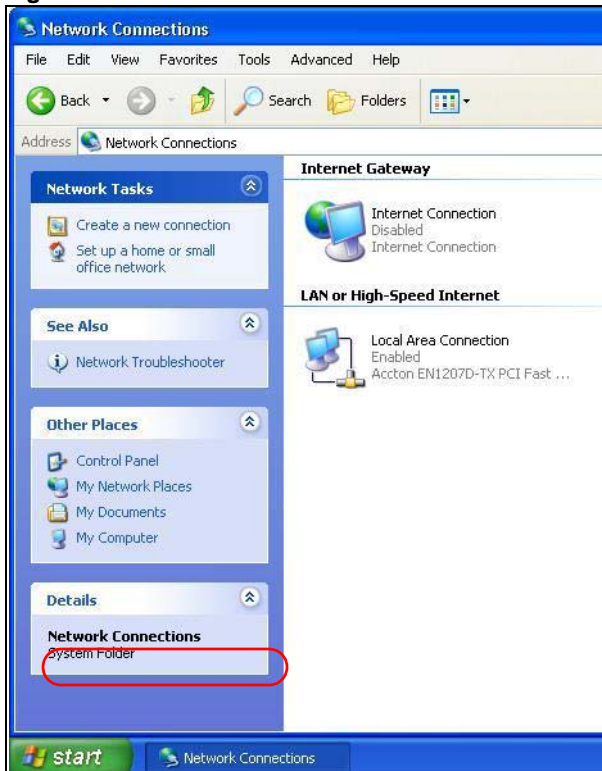 Network Connections
File Edit View Favorites Tools Advanced Help
Back Search Folders
Address Network Connections
Network Tasks
Create a new connection
Set up a home or small
office network
See Also
Network Troubleshooter
Other Places
Control Panel
My Network Places
My Documents
My Computer
Details
Network Connections
System Folder
Internet Gateway
Internet Connection
Disabled
Internet Connection
LAN or High-Speed Internet
Local Area Connection
Enabled
Accton EN1207D-TX PCI Fast ...
start Network Connections